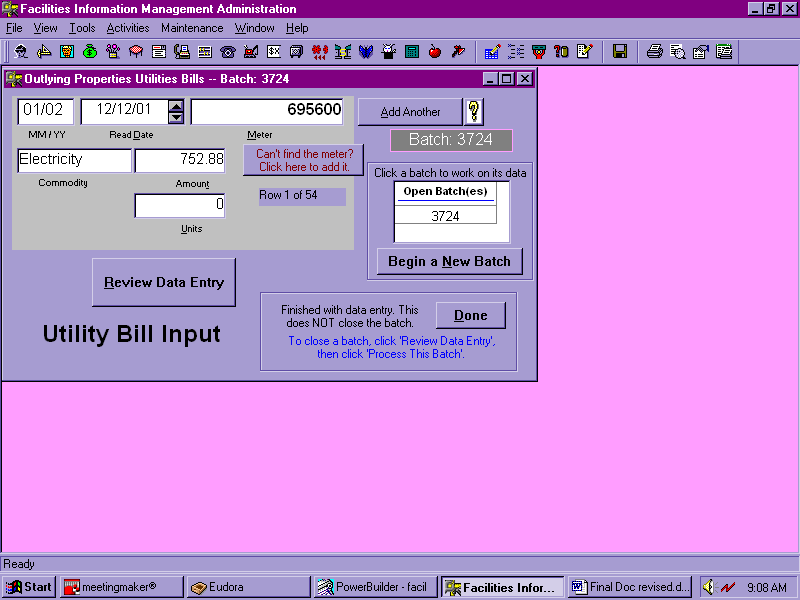 Facilities Information Management Administration
File View Tools Activities Maintenance Window Help
Outlying Properties Utilities Bills -- Batch: 3724
01/02 12/12/01 695600
MM / YY Read Date Meter
Add Another
Batch: 3724
Electricity 752.88
Commodity Amount
Can't find the meter?
Click here to add it.
0
Units
Row 1 of 54
Click a batch to work on its data
Open Batch(es)
3724
Begin a New Batch
Review Data Entry
Utility Bill Input
Finished with data entry. This
does NOT close the batch.
Done
To close a batch, click 'Review Data Entry',
then click 'Process This Batch'.
Ready
Start meetingmaker® Eudora PowerBuilder - facil Facilities Infor... Final Doc revised.d... 9:08 AM